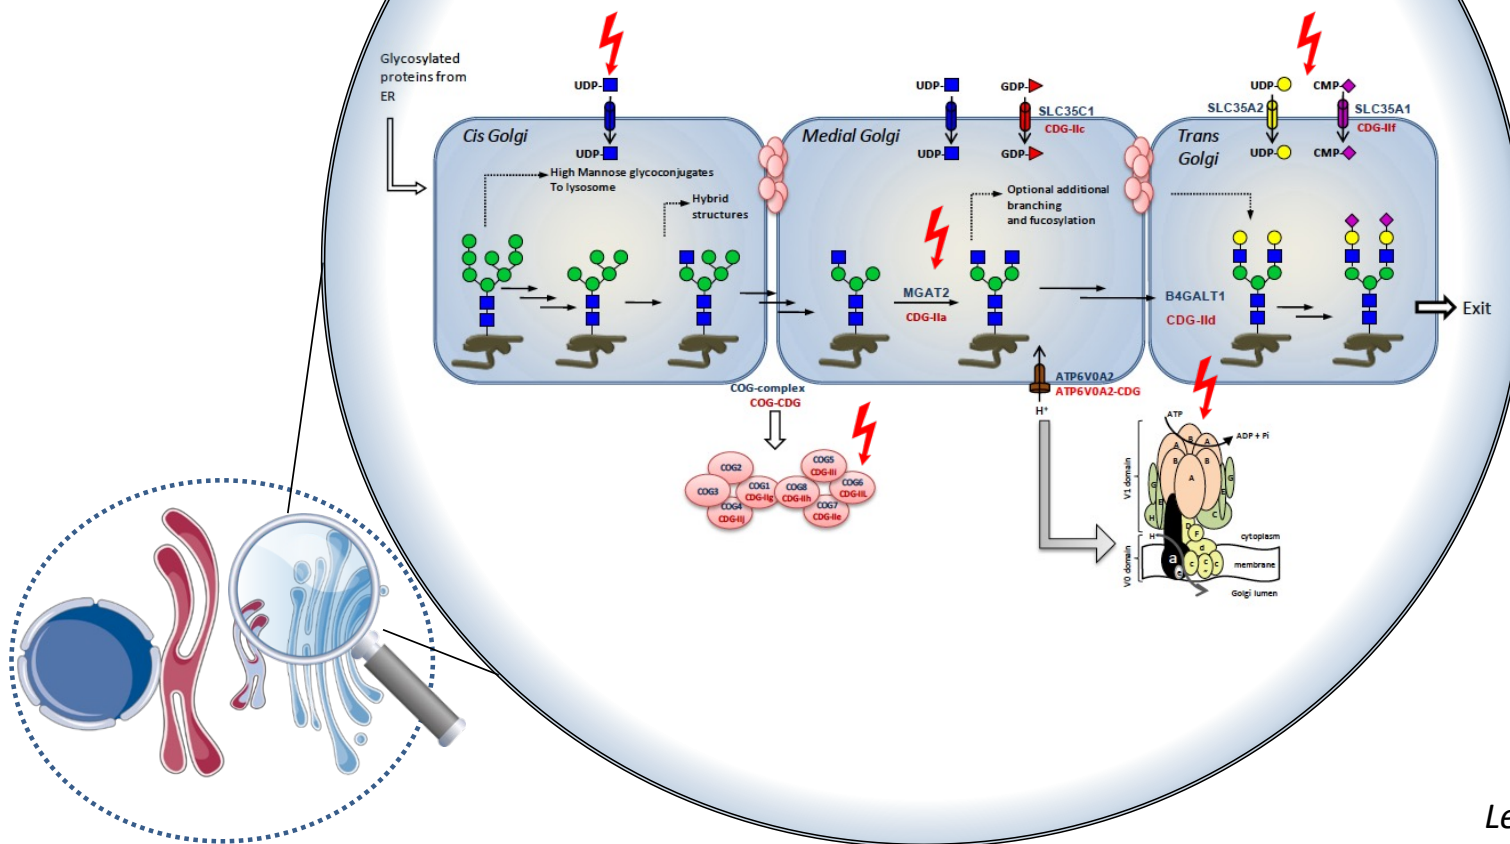 Glycosylated
proteins from
ER
UDP-
UDP-
GDP-
UDP-
CMP-
SLC35C1
CDG-IIc
SLC35A2
SLC35A1
CDG-IIf
Cis Golgi
Medial Golgi
Trans
Golgi
UDP-
UDP-
GDP-
UDP-
CMP-
High Mannose glycoconjugates
To lysosome
Hybrid
structures
Optional additional
branching
and fucosylation
MGAT2
CDG-IIa
B4GALT1
CDG-IId
Exit
COG-complex
COG-CDG
ATP6V0A2
ATP6V0A2-CDG
H+
COG2
COG3
COG1
CDG-IIg
COG4
CDG-IIj
COG5
CDG-IIi
COG8
CDG-IIh
COG6
CDG-IIL
COG7
CDG-IIe
ATP
ADP + Pi
V1 domain
A
B
A
B
B
A
G
G
E
E
H
C
D
F
H+
d
a
c
c
c
e
V0 domain
cytoplasm
membrane
Golgi lumen
Le